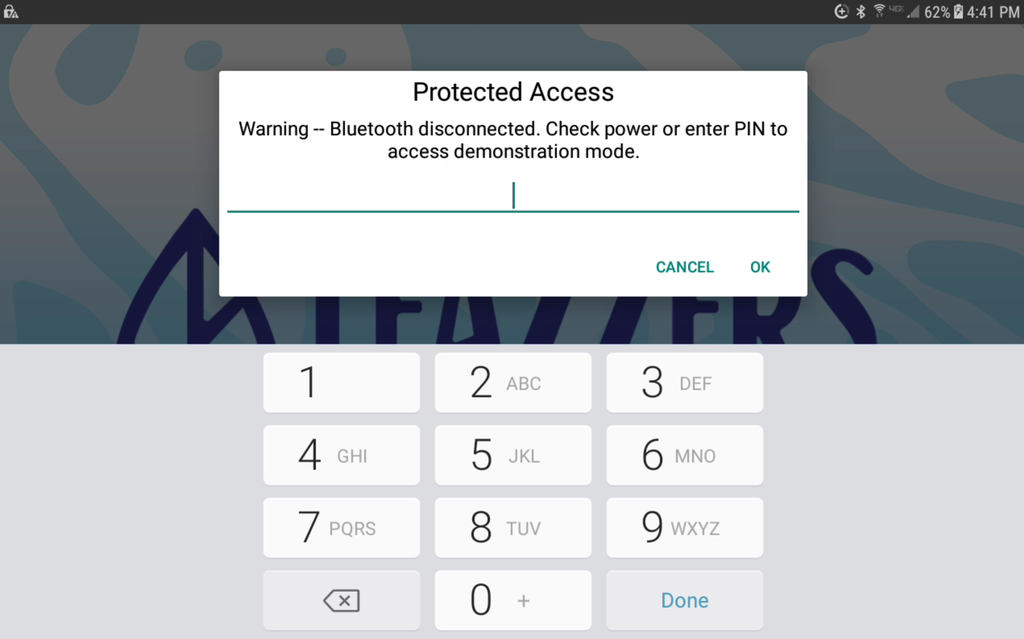 62% 4:41 PM
Protected Access
Warning -- Bluetooth disconnected. Check power or enter PIN to
access demonstration mode.
CANCEL OK
1 2 ABC 3 DEF
4 GHI 5 JKL 6 MNO
7 PQRS 8 TUV 9 WXYZ
0 + Done